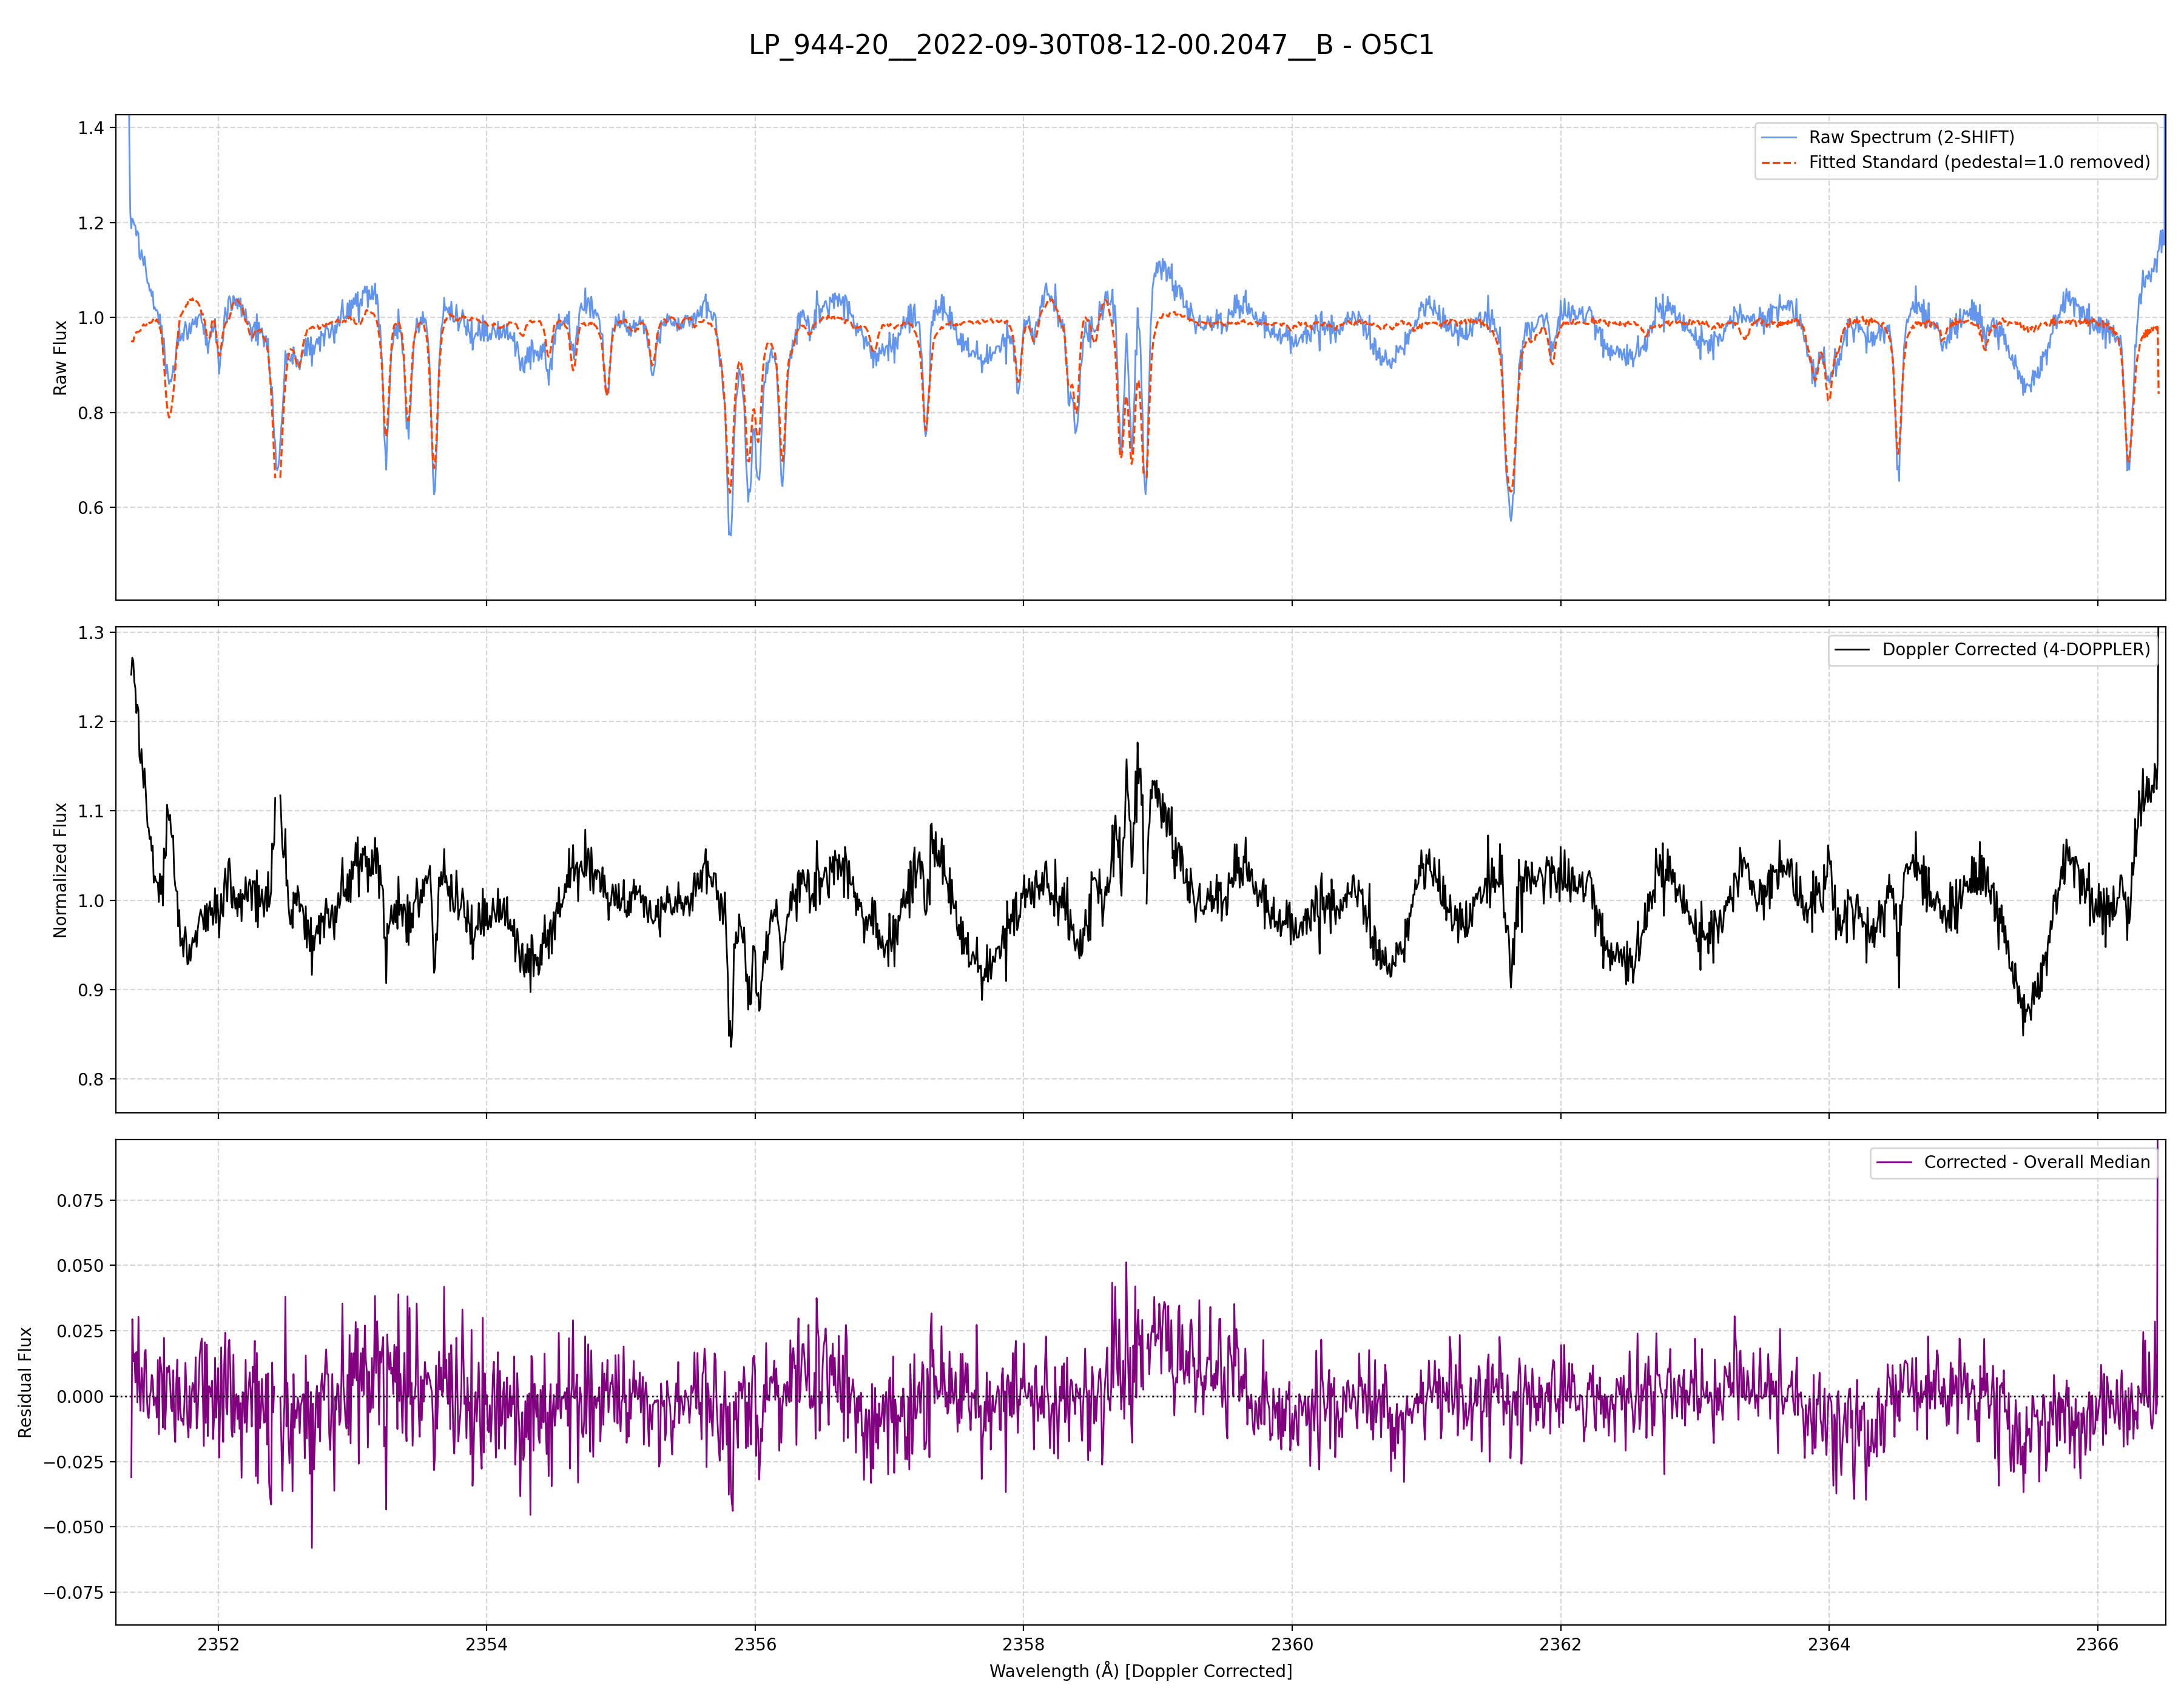 LP_944-20__2022-09-30T08-12-00.2047__B - O5C1
Raw Flux
1.4
1.2
1.0
0.8
0.6
Raw Spectrum (2-SHIFT)
Fitted Standard (pedestal=1.0 removed)
Normalized Flux
1.3
1.2
1.1
1.0
0.9
0.8
Doppler Corrected (4-DOPPLER)
Residual Flux
0.075
0.050
0.025
0.000
−0.025
−0.050
−0.075
Corrected - Overall Median
2352 2354 2356 2358 2360 2362 2364 2366
Wavelength (Å) [Doppler Corrected]